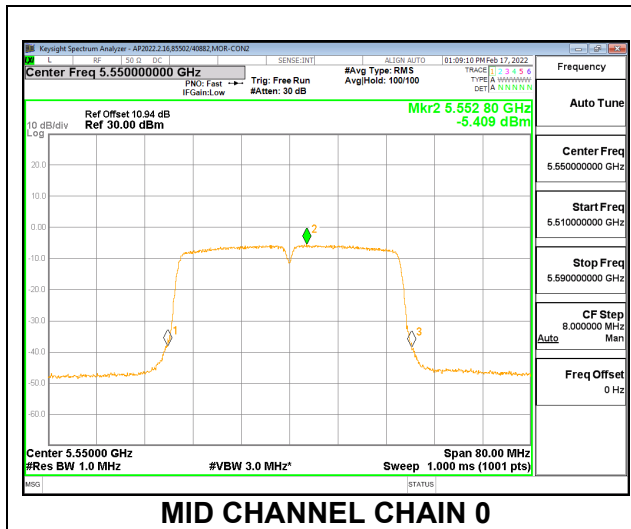 Keysight Spectrum Analyzer - AP2022.2.16,85502/40882,MOR-CON2
L RF 50 Ω DC SENSE:INT ALIGN AUTO 01:09:10 PM Feb 17, 2022
Center Freq 5.550000000 GHz
PNO: Fast
IFGain:Low
Trig: Free Run
#Atten: 30 dB
#Avg Type: RMS
Avg|Hold: 100/100
TRACE 1 2 3 4 5 6
TYPE A WWWWW
DET A N N N N N
Frequency
Auto Tune
Center Freq
5.550000000 GHz
Start Freq
5.510000000 GHz
Stop Freq
5.590000000 GHz
CF Step
8.000000 MHz
Auto Man
Freq Offset
0 Hz
Mkr2 5.552 80 GHz
-5.409 dBm
Ref Offset 10.94 dB
10 dB/div Ref 30.00 dBm
Log
20.0
10.0
0.00
-10.0
-20.0
-30.0
-40.0
-50.0
-60.0
1
2
3
Center 5.55000 GHz Span 80.00 MHz
#Res BW 1.0 MHz #VBW 3.0 MHz* Sweep 1.000 ms (1001 pts)
MSG STATUS
MID CHANNEL CHAIN 0